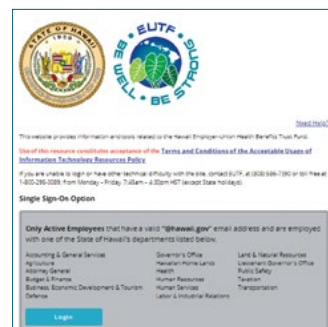 STATE OF HAWAII
1959
EUTF
BE WELL · BE STRONG
Need Help?
This website provides information and tools related to the Hawaii Employer-Union Health Benefits Trust Fund.
Use of this resource constitutes acceptance of the Terms and Conditions of the Acceptable Usage of
Information Technology Resources Policy
If you are unable to login or have other technical difficulty with the site, contact EUTF, at (808) 586-7390 or toll free at
1-800-295-0089, from Monday - Friday 7:45am - 4:30pm HST (except State holidays).
Single Sign-On Option
Only Active Employees that have a valid "@hawaii.gov" email address and are employed
with one of the State of Hawaii's departments listed below.
Accounting & General Services
Agriculture
Attorney General
Budget & Finance
Business, Economic Development & Tourism
Defense
Governor's Office
Hawaiian Home Lands
Health
Human Resources
Human Services
Labor & Industrial Relations
Land & Natural Resources
Lieutenant Governor's Office
Public Safety
Taxation
Transportation
Login